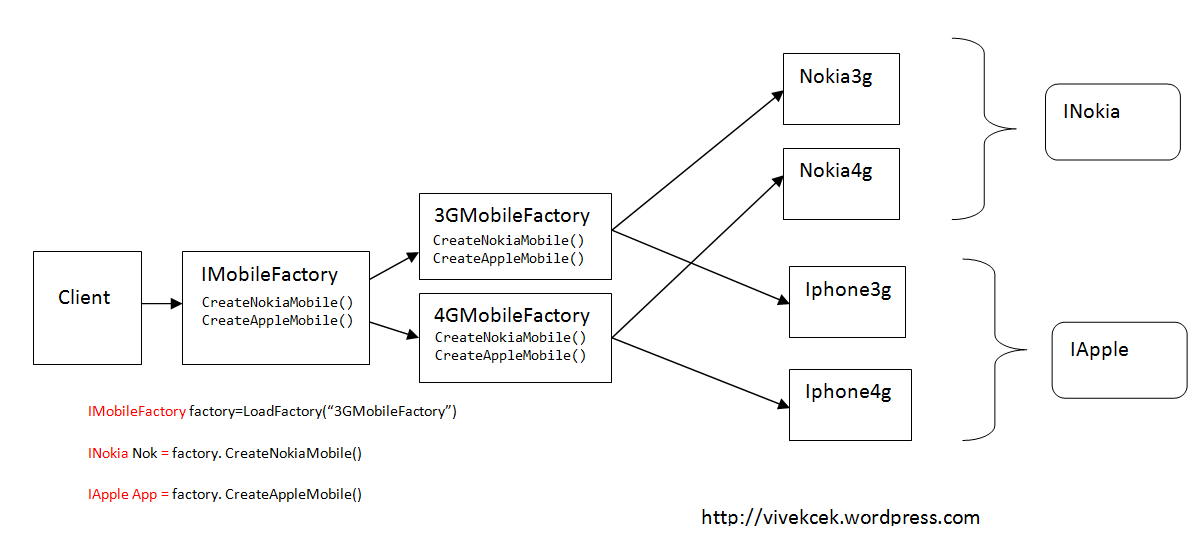 Client
IMobileFactory
CreateNokiaMobile()
CreateAppleMobile()
3GMobileFactory
CreateNokiaMobile()
CreateAppleMobile()
4GMobileFactory
CreateNokiaMobile()
CreateAppleMobile()
Nokia3g
Nokia4g
INokia
Iphone3g
Iphone4g
IApple
IMobileFactory factory=LoadFactory(“3GMobileFactory”)
INokia Nok = factory. CreateNokiaMobile()
IApple App = factory. CreateAppleMobile()
http://vivekcek.wordpress.com